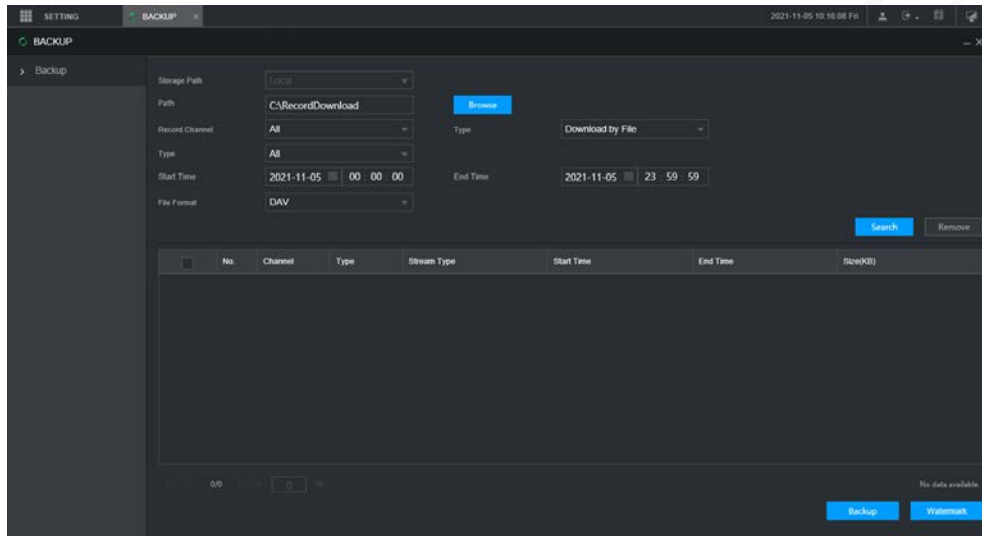 SETTING BACKUP × 2021-11-05 10:16:08 Fri
BACKUP
Backup
Storage Path Local
Path C:\RecordDownload Browse
Record Channel All Type Download by File
Type All
Start Time 2021-11-05 00 : 00 : 00 End Time 2021-11-05 23 : 59 : 59
File Format DAV
Search Remove
No. Channel Type Stream Type Start Time End Time Size(KB)
0/0 0 No data available.
Backup Watermark